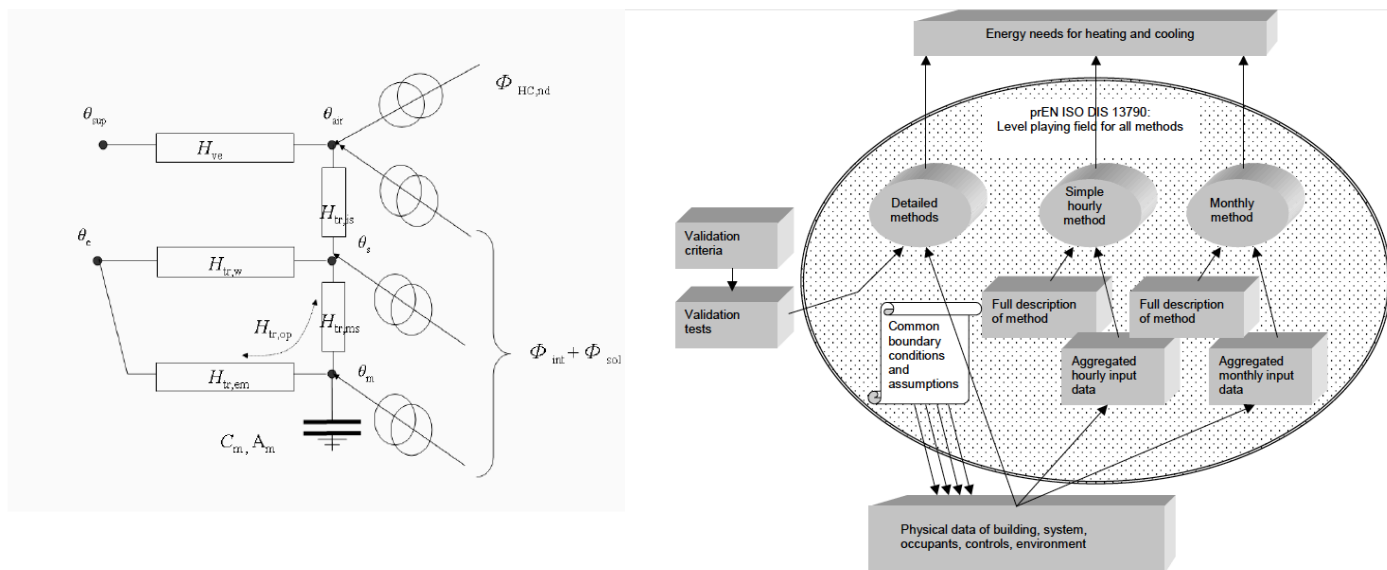 Φ HC,nd
θsup
θair
Hve
Htr,is
θe
θs
Htr,w
Htr,op
Htr,ms
Φint + Φsol
Htr,em
θm
Cm, Am
Energy needs for heating and cooling
prEN ISO DIS 13790:
Level playing field for all methods
Detailed
methods
Simple
hourly
method
Monthly
method
Validation
criteria
Validation
tests
Common
boundary
conditions
and
assumptions
Full description
of method
Full description
of method
Aggregated
hourly input
data
Aggregated
monthly input
data
Physical data of building, system,
occupants, controls, environment